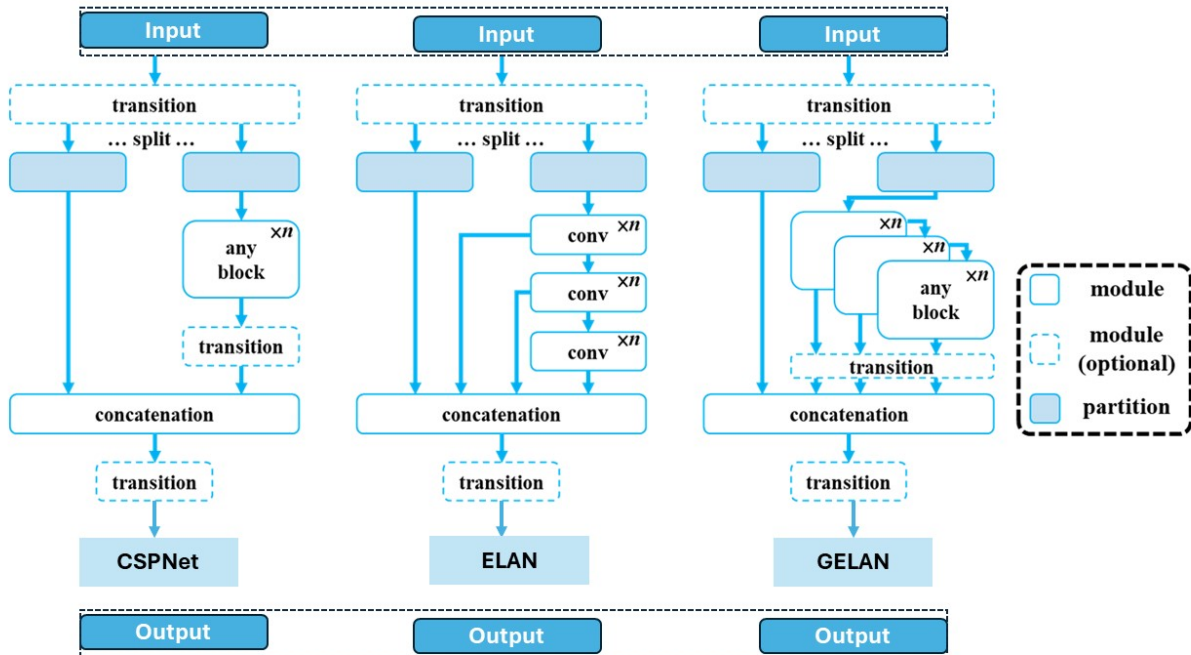 Input Input Input
transition transition transition
... split ... ... split ... ... split ...
×n
any
block
transition
conv ×n
conv ×n
conv ×n
×n
×n
×n
any
block
transition
module
module
(optional)
partition
concatenation concatenation concatenation
transition transition transition
CSPNet ELAN GELAN
Output Output Output